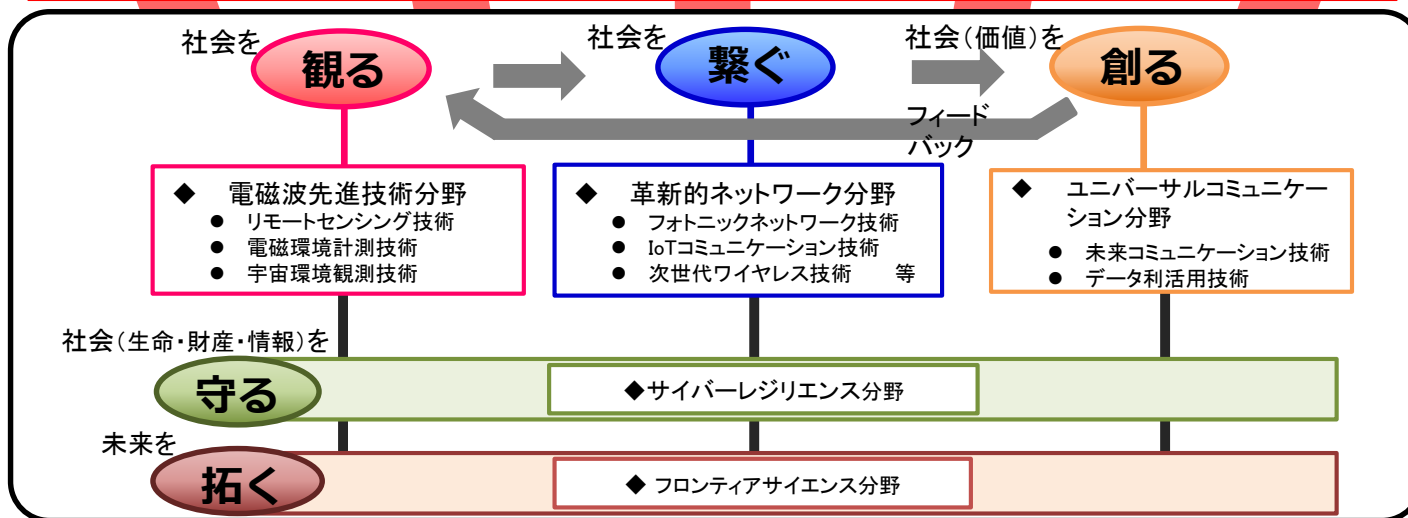 社会を
観る
社会を
繋ぐ
社会(価値)を
創る
フィード
バック
◆ 電磁波先進技術分野
● リモートセンシング技術
● 電磁環境計測技術
● 宇宙環境観測技術
◆ 革新的ネットワーク分野
● フォトニックネットワーク技術
● IoTコミュニケーション技術
● 次世代ワイヤレス技術 等
◆ ユニバーサルコミュニケー
ション分野
● 未来コミュニケーション技術
● データ利活用技術
社会(生命・財産・情報)を
守る
◆サイバーレジリエンス分野
未来を
拓く
◆ フロンティアサイエンス分野